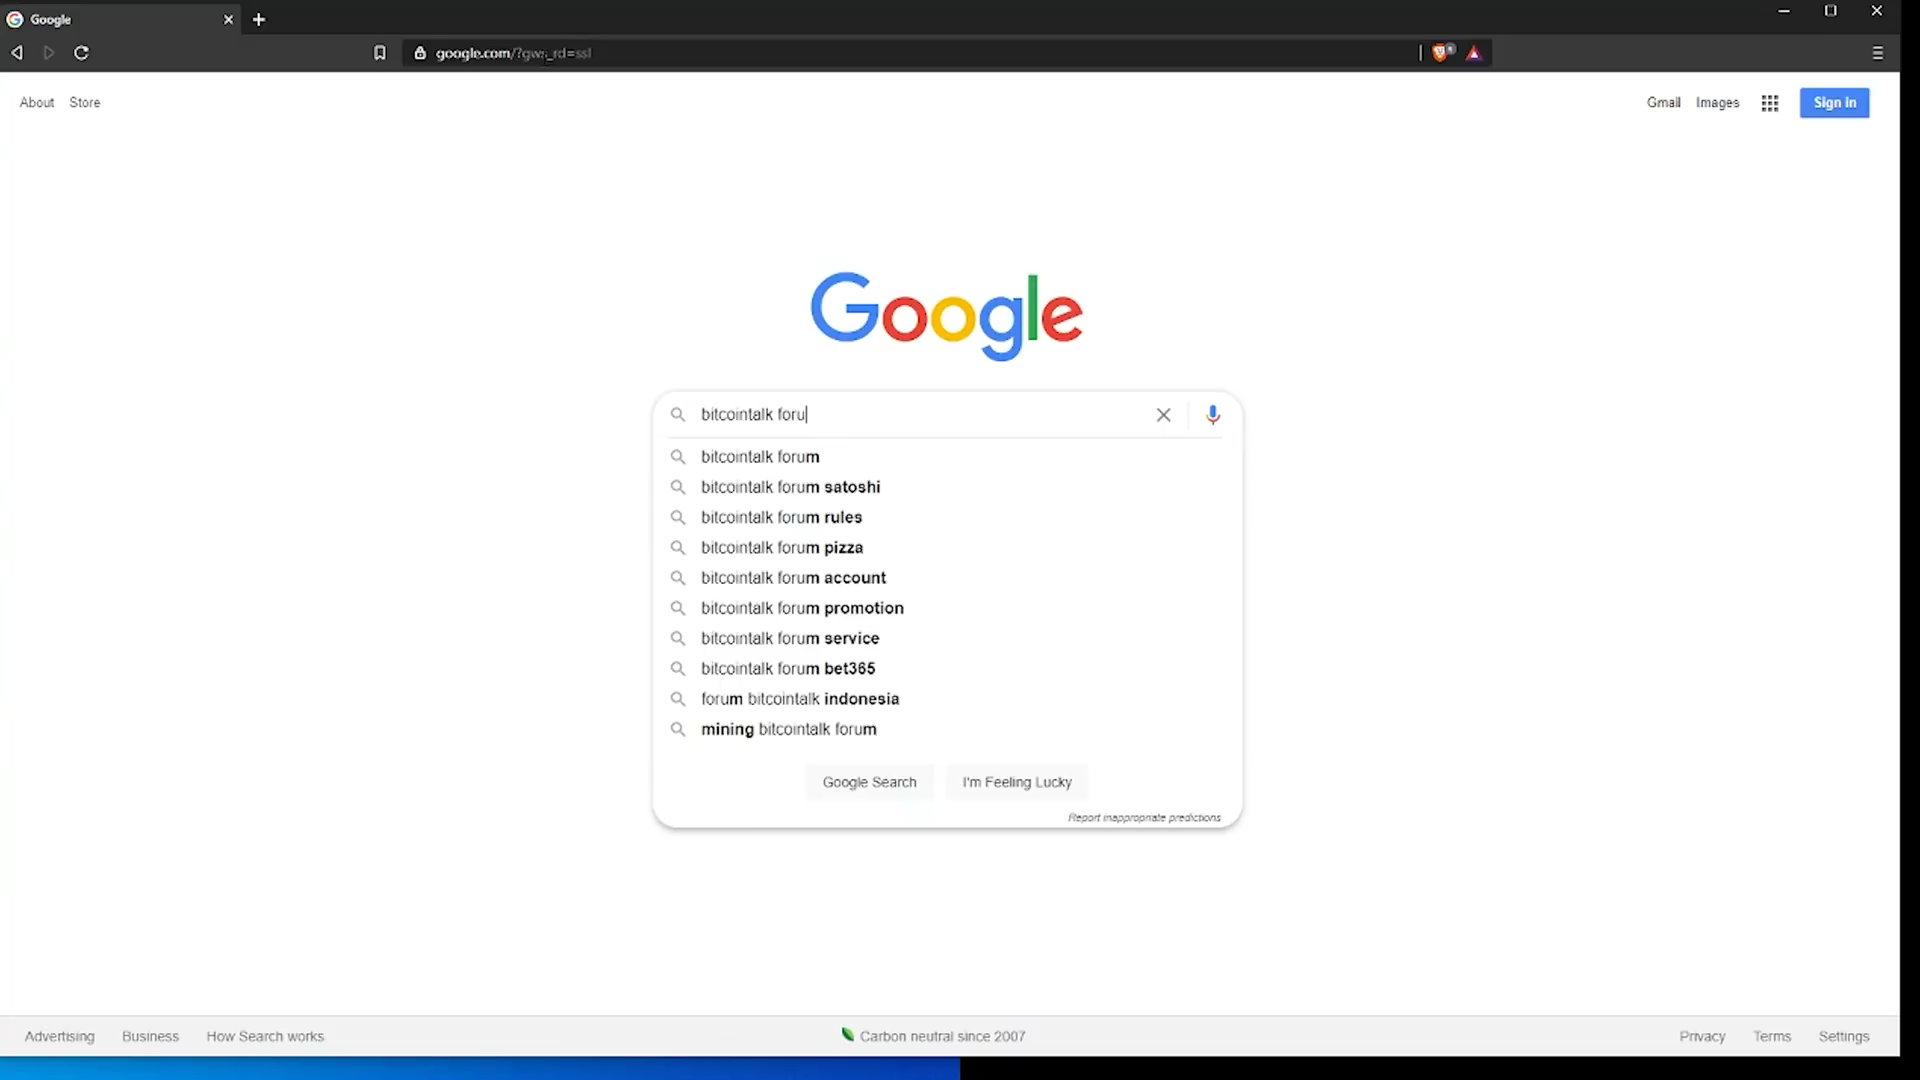 Google
google.com/?gws_rd=ssl
About Store
Gmail Images Sign in
Google
bitcointalk foru
bitcointalk forum
bitcointalk forum satoshi
bitcointalk forum rules
bitcointalk forum pizza
bitcointalk forum account
bitcointalk forum promotion
bitcointalk forum service
bitcointalk forum bet365
forum bitcointalk indonesia
mining bitcointalk forum
Google Search I'm Feeling Lucky
Report inappropriate predictions
Advertising Business How Search works Carbon neutral since 2007 Privacy Terms Settings